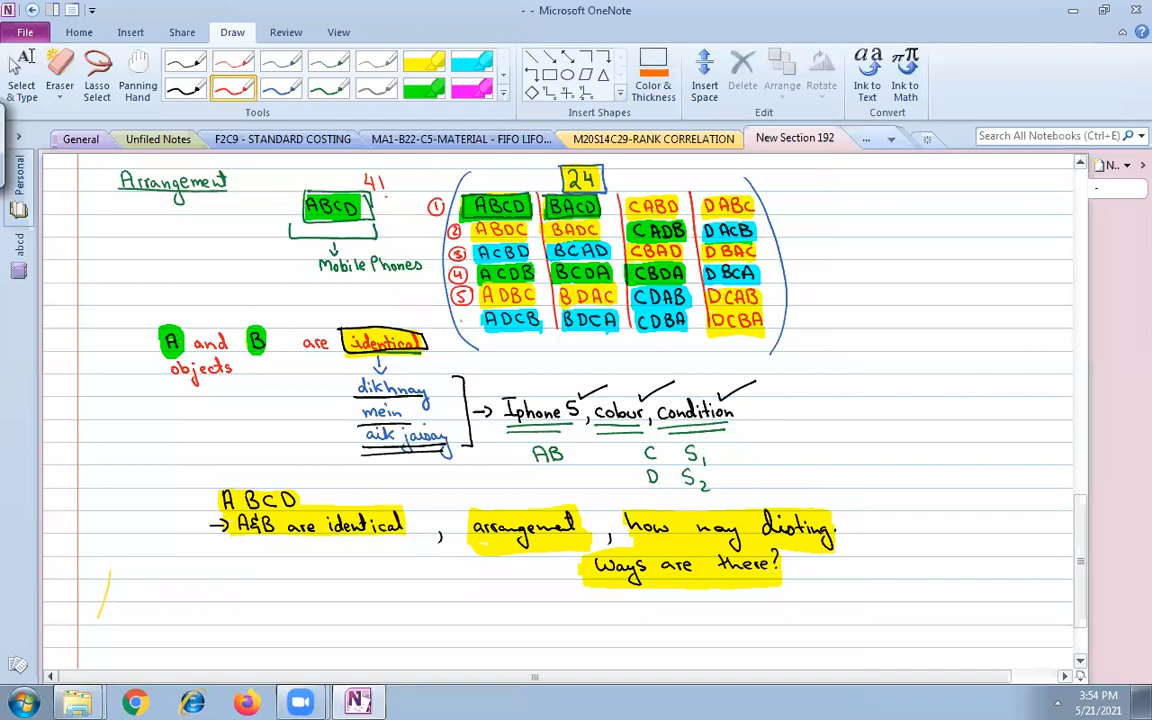 - - Microsoft OneNote
File Home Insert Share Draw Review View
Select & Type
Eraser
Lasso Select
Panning Hand
Color & Thickness
Insert Space
Delete
Arrange
Rotate
Ink to Text
Ink to Math
Tools
Insert Shapes
Edit
Convert
General
Unfiled Notes
F2C9 - STANDARD COSTING
MA1-B22-C5-MATERIAL - FIFO LIFO...
M20S14C29-RANK CORRELATION
New Section 192
...
Search All Notebooks (Ctrl+E)
Personal
abcd
N..
-
Arrangement
4!
24
ABCD
Mobile Phones
1 ABCD BACD CABD DABC
2 ABDC BADC CADB DACB
3 ACBD BCAD CBAD DBAC
4 ACDB BCDA CBDA DBCA
5 ADBC BDAC CDAB DCAB
ADCB BDCA CDBA DCBA
A and B are identical
objects
dikhnay
mein
aik jaisay
Iphone 5, colour, condition
AB C S1
D S2
ABCD
→ A&B are identical , arrangement , how may disting.
Ways are there?
3:54 PM
5/21/2021